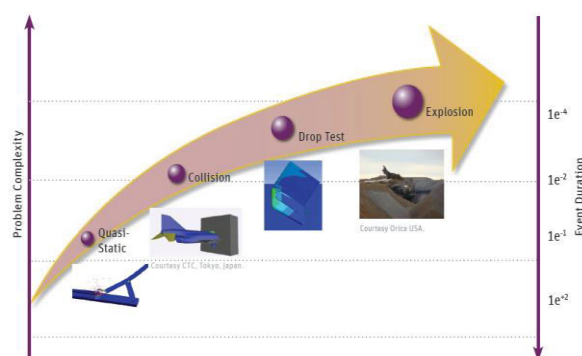 Problem Complexity
Quasi-
Static
Collision
Drop Test
Explosion
Courtesy CTC, Tokyo, Japan.
Courtesy Orica USA.
1e-4
1e-2
1e-1
1e+2
Event Duration